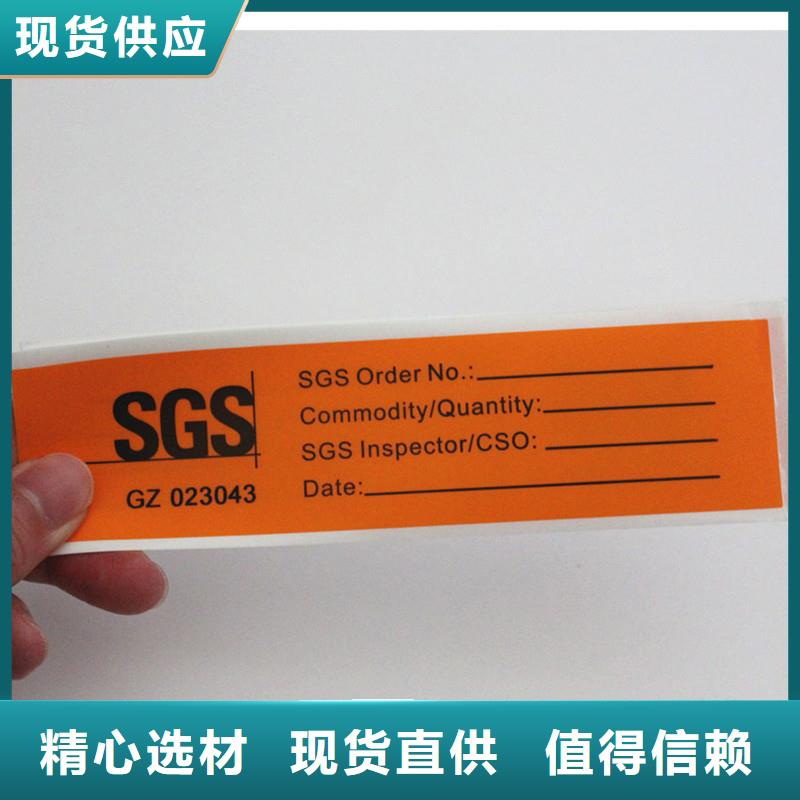 现货供应
SGS
GZ 023043
SGS Order No.:
Commodity/Quantity:
SGS Inspector/CSO:
Date:
精心选材 现货直供 值得信赖